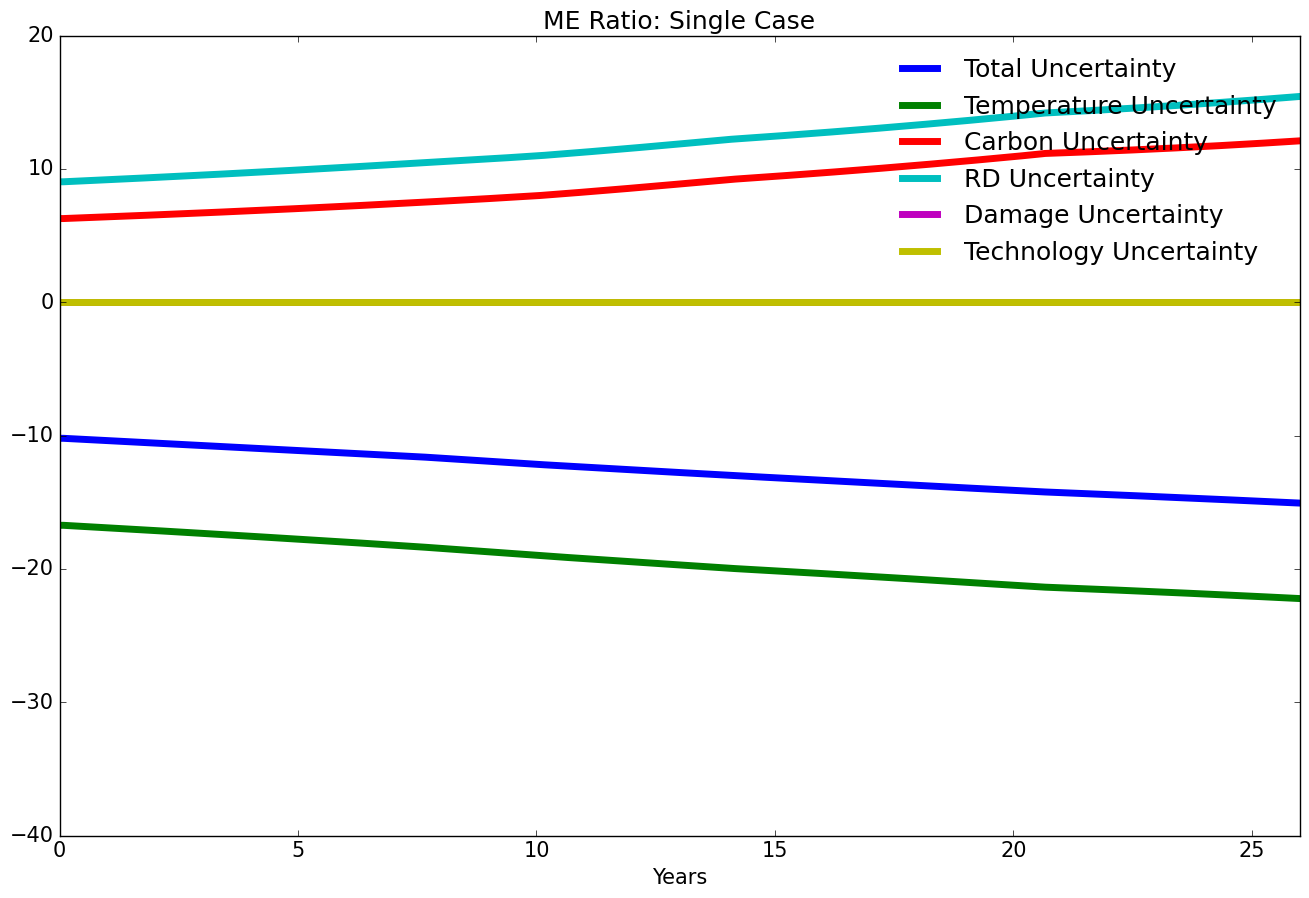 ME Ratio: Single Case
20
10
0
−10
−20
−30
−40
Total Uncertainty
Temperature Uncertainty
Carbon Uncertainty
RD Uncertainty
Damage Uncertainty
Technology Uncertainty
0 5 10 15 20 25
Years